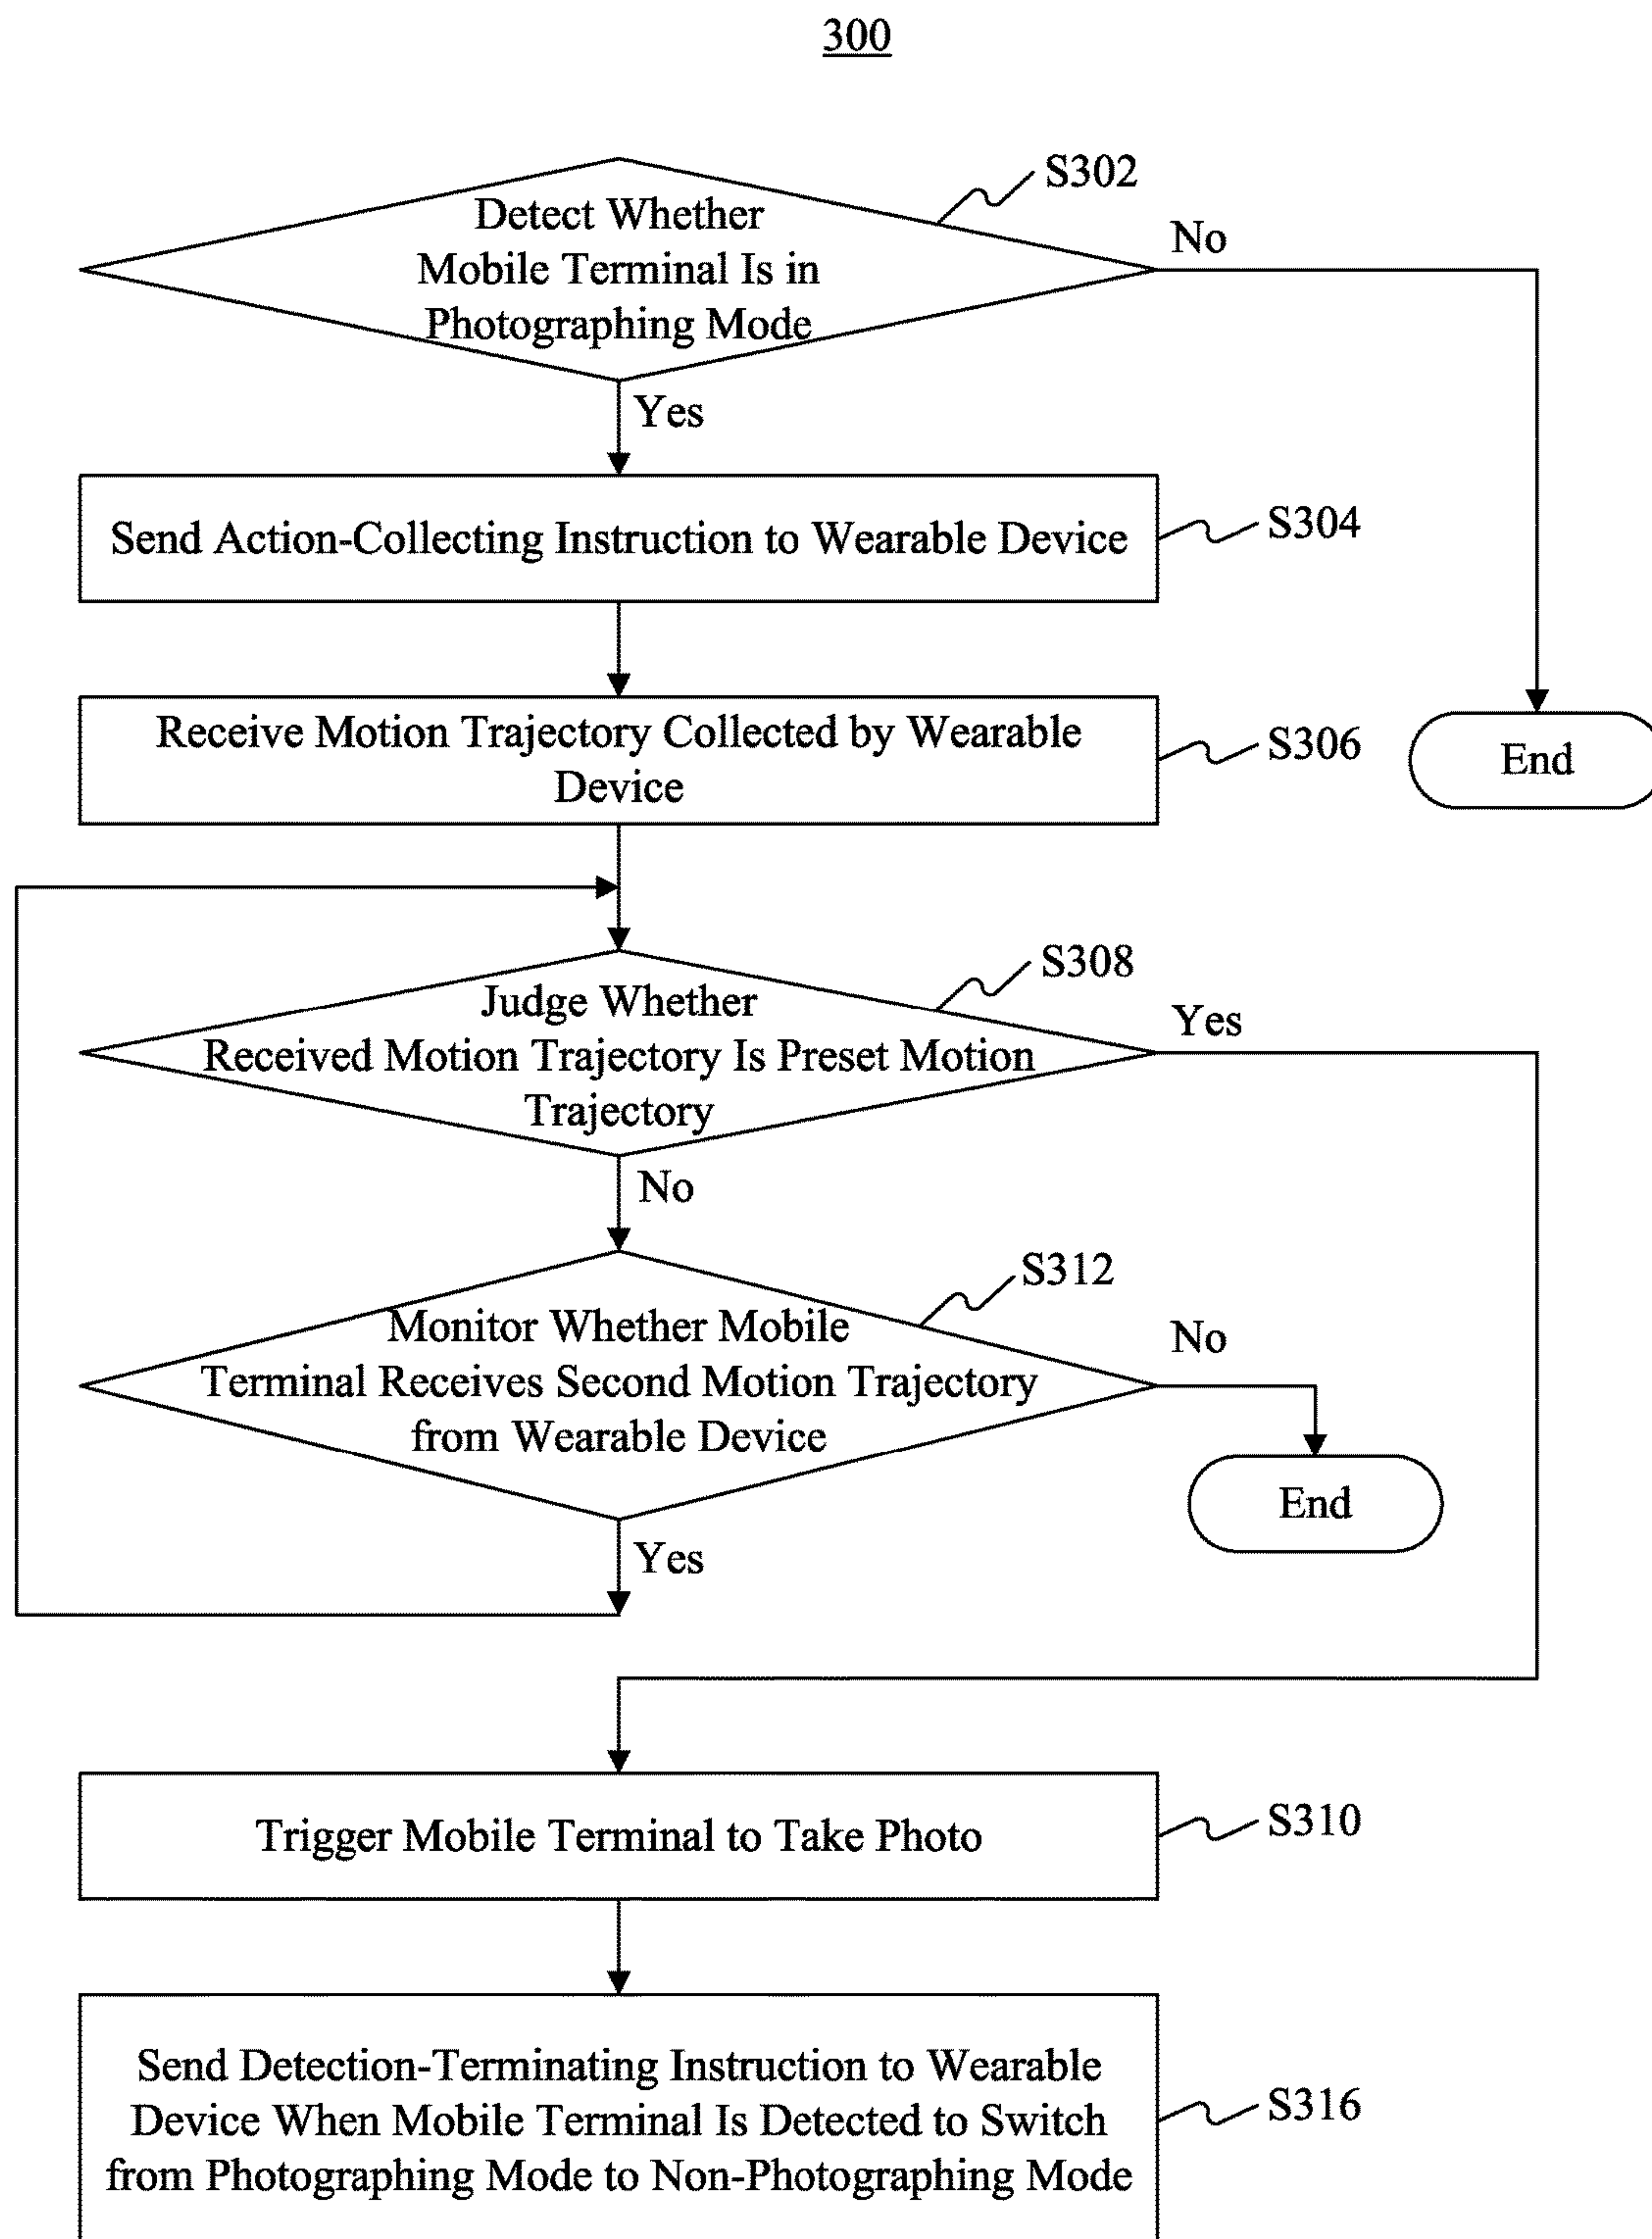 300
S302
Detect Whether
Mobile Terminal Is in
Photographing Mode
No
Yes
Send Action-Collecting Instruction to Wearable Device
S304
Receive Motion Trajectory Collected by Wearable
Device
S306
End
S308
Judge Whether
Received Motion Trajectory Is Preset Motion
Trajectory
Yes
No
S312
Monitor Whether Mobile
Terminal Receives Second Motion Trajectory
from Wearable Device
No
End
Yes
Trigger Mobile Terminal to Take Photo
S310
Send Detection-Terminating Instruction to Wearable
Device When Mobile Terminal Is Detected to Switch
from Photographing Mode to Non-Photographing Mode
S316